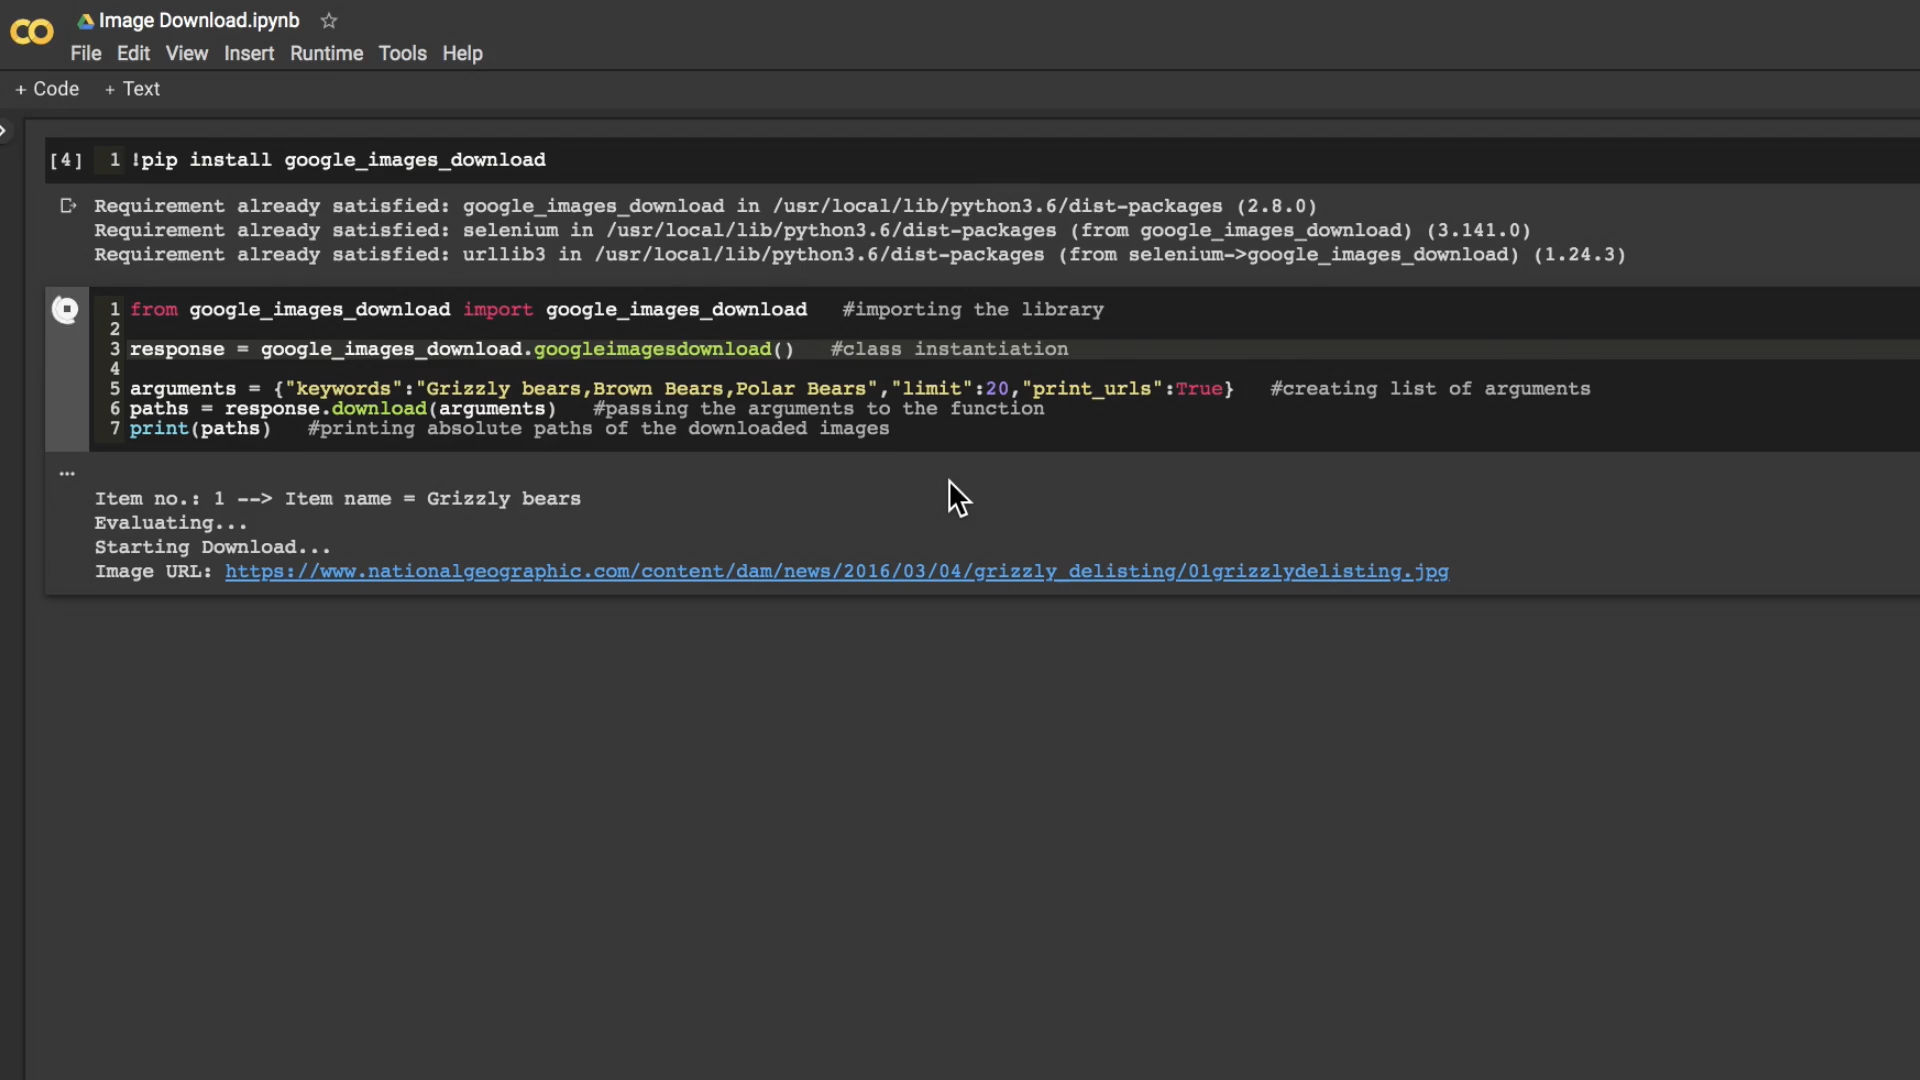 CO
Image Download.ipynb
File Edit View Insert Runtime Tools Help
+ Code + Text
[4] 1 !pip install google_images_download
Requirement already satisfied: google_images_download in /usr/local/lib/python3.6/dist-packages (2.8.0)
Requirement already satisfied: selenium in /usr/local/lib/python3.6/dist-packages (from google_images_download) (3.141.0)
Requirement already satisfied: urllib3 in /usr/local/lib/python3.6/dist-packages (from selenium->google_images_download) (1.24.3)
1 from google_images_download import google_images_download   #importing the library
2
3 response = google_images_download.googleimagesdownload()   #class instantiation
4
5 arguments = {"keywords":"Grizzly bears,Brown Bears,Polar Bears","limit":20,"print_urls":True}   #creating list of arguments
6 paths = response.download(arguments)   #passing the arguments to the function
7 print(paths)   #printing absolute paths of the downloaded images
...
Item no.: 1 --> Item name = Grizzly bears
Evaluating...
Starting Download...
Image URL: https://www.nationalgeographic.com/content/dam/news/2016/03/04/grizzly_delisting/01grizzlydelisting.jpg